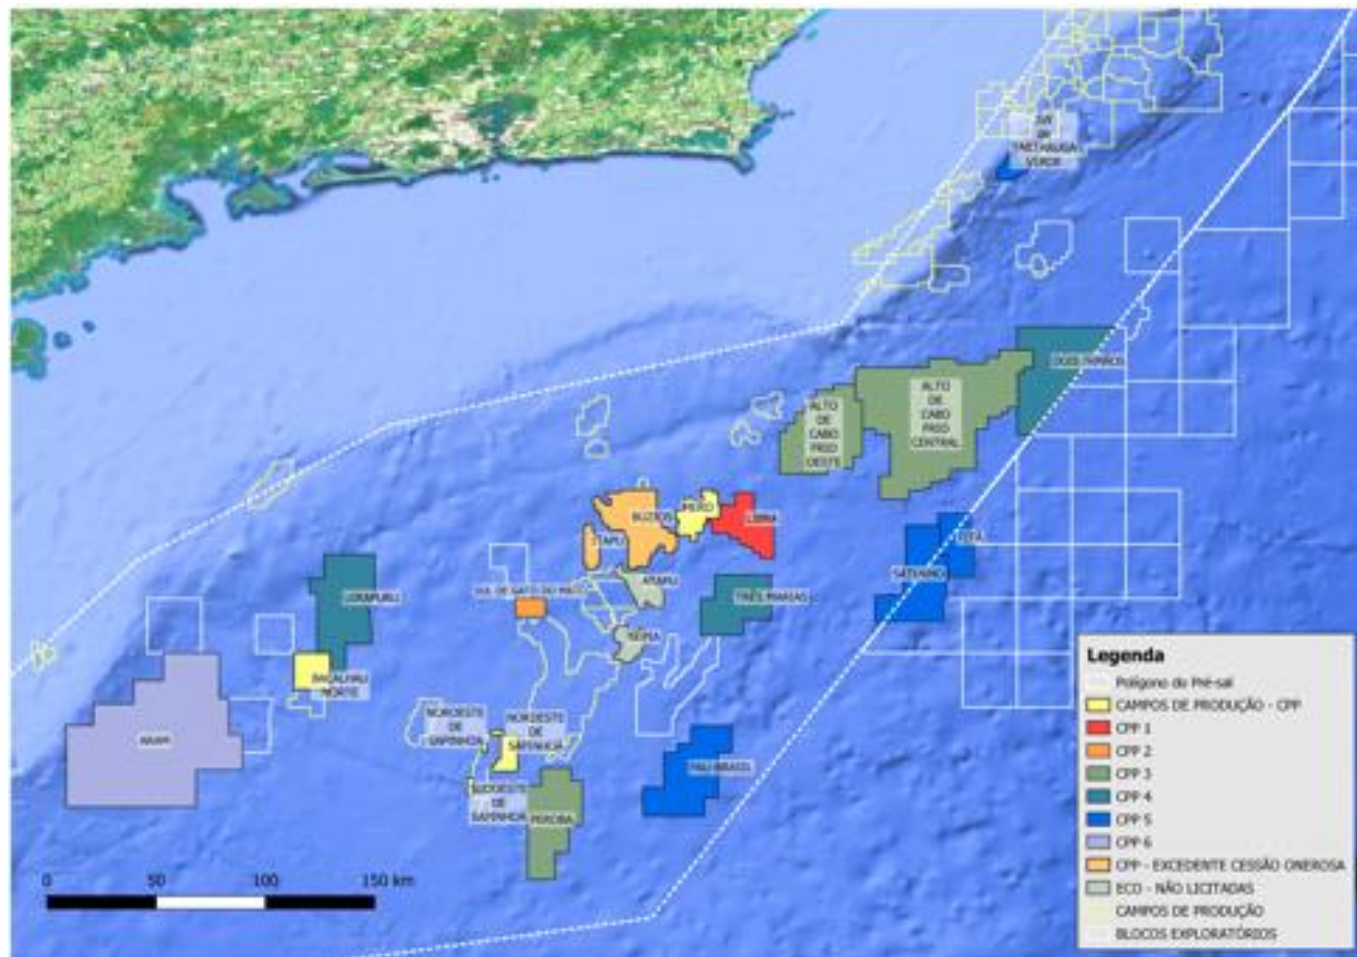 SUL
DE
TARTARUGA
VERDE
DOIS IRMÃOS
ALTO
DE
CABO
FRIO
CENTRAL
ALTO
DE
CABO
FRIO
OESTE
BÚZIOS
MERO
LIBRA
ITAPU
TITÃ
SATURNO
ATAPU
SUL DE GATO DO MATO
UIRAPURU
TRÊS MARIAS
SÉPIA
BACALHAU
NORTE
NOROESTE
DE
SAPINHOÁ
NORDESTE
DE
SAPINHOÁ
ARAM
PAU BRASIL
SUDOESTE
DE
SAPINHOÁ
PEROBA
0 50 100 150 km
Legenda
Polígono do Pré-sal
CAMPOS DE PRODUÇÃO - CPP
CPP 1
CPP 2
CPP 3
CPP 4
CPP 5
CPP 6
CPP - EXCEDENTE CESSÃO ONEROSA
ECO - NÃO LICITADAS
CAMPOS DE PRODUÇÃO
BLOCOS EXPLORATÓRIOS